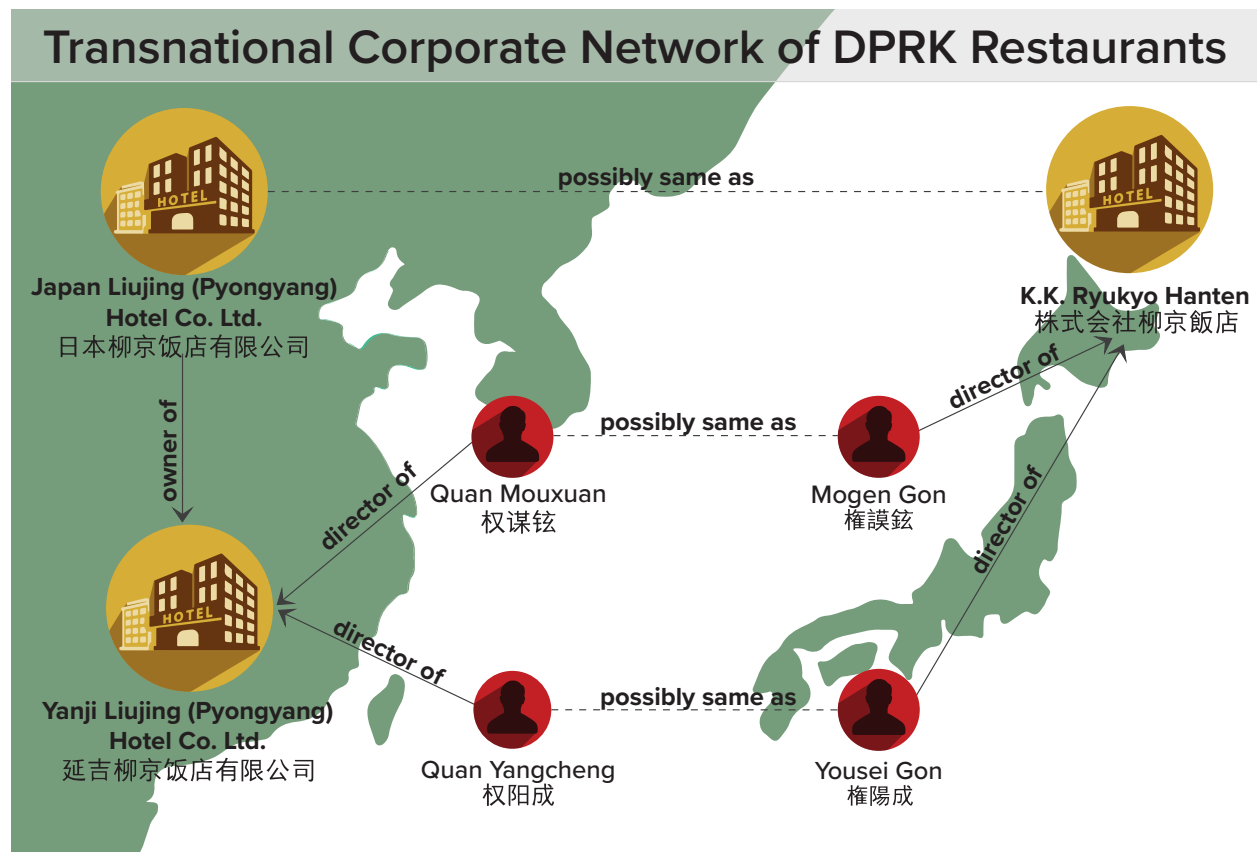 Transnational Corporate Network of DPRK Restaurants
HOTEL
possibly same as
HOTEL
Japan Liujing (Pyongyang)
Hotel Co. Ltd.
日本柳京饭店有限公司
K.K. Ryukyo Hanten
株式会社柳京飯店
owner of
director of
possibly same as
director of
Quan Mouxuan
权谋铉
Mogen Gon
権謨鉉
director of
HOTEL
director of
possibly same as
Yanji Liujing (Pyongyang)
Hotel Co. Ltd.
延吉柳京饭店有限公司
Quan Yangcheng
权阳成
Yousei Gon
権陽成